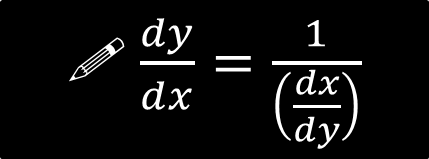 dy/dx = 1/(dx/dy)